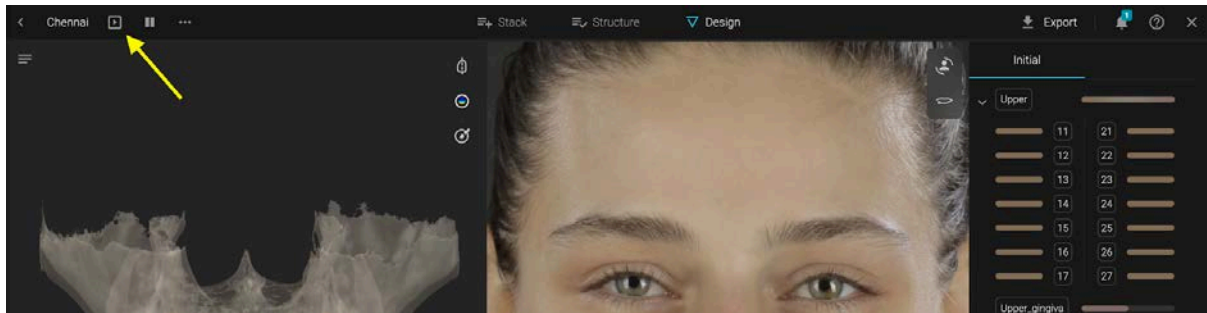 Chennai
Stack
Structure
Design
Export
1
Initial
Upper
11 21
12 22
13 23
14 24
15 25
16 26
17 27
Upper_gingiva